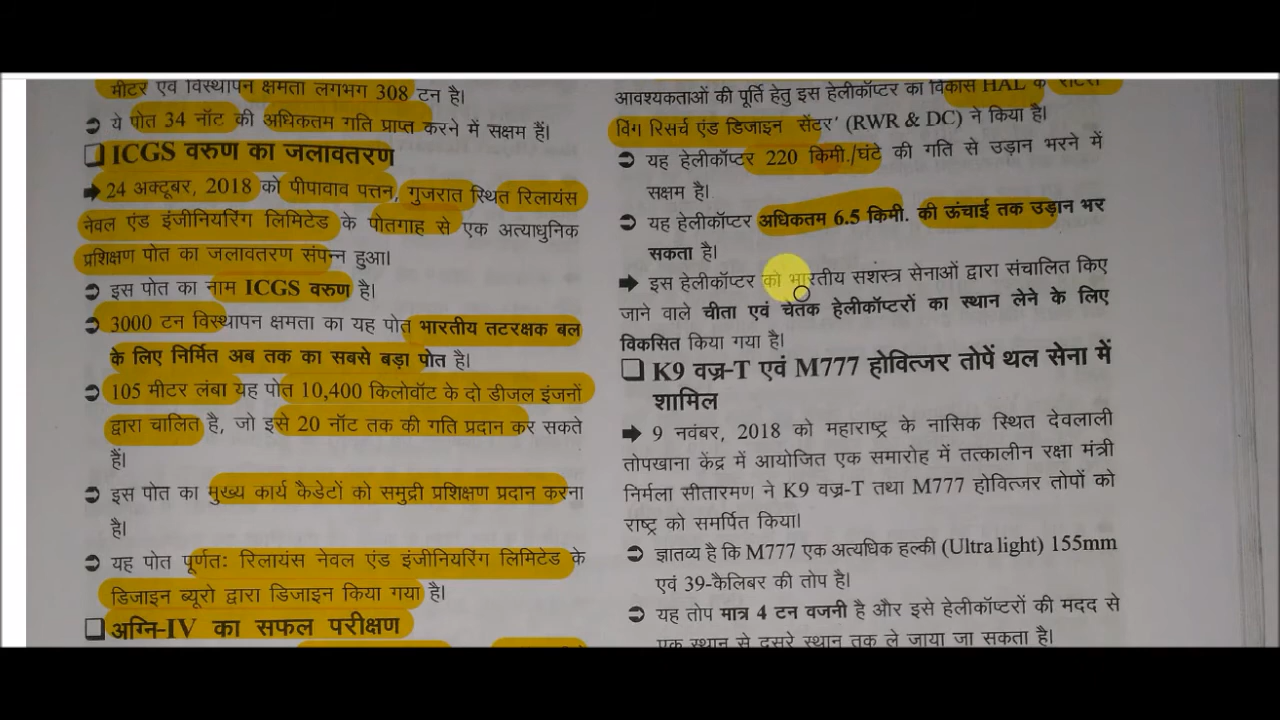 मीटर एवं विस्थापन क्षमता लगभग 308 टन है।
ये पोत 34 नॉट की अधिकतम गति प्राप्त करने में सक्षम हैं।
ICGS वरुण का जलावतरण
24 अक्टूबर, 2018 को पीपावाव पत्तन, गुजरात स्थित रिलायंस
नेवल एंड इंजीनियरिंग लिमिटेड के पोतगाह से एक अत्याधुनिक
प्रशिक्षण पोत का जलावतरण संपन्न हुआ।
इस पोत का नाम ICGS वरुण है।
3000 टन विस्थापन क्षमता का यह पोत भारतीय तटरक्षक बल
के लिए निर्मित अब तक का सबसे बड़ा पोत है।
105 मीटर लंबा यह पोत 10,400 किलोवॉट के दो डीजल इंजनों
द्वारा चालित है, जो इसे 20 नॉट तक की गति प्रदान कर सकते
हैं।
इस पोत का मुख्य कार्य कैडेटों को समुद्री प्रशिक्षण प्रदान करना
है।
यह पोत पूर्णत: रिलायंस नेवल एंड इंजीनियरिंग लिमिटेड के
डिजाइन ब्यूरो द्वारा डिजाइन किया गया है।
अग्नि-IV का सफल परीक्षण
आवश्यकताओं की पूर्ति हेतु इस हेलीकॉप्टर का विकास HAL के
विंग रिसर्च एंड डिजाइन सेंटर' (RWR & DC) ने किया है।
यह हेलीकॉप्टर 220 किमी./घंटे की गति से उड़ान भरने में
सक्षम है।
यह हेलीकॉप्टर अधिकतम 6.5 किमी. की ऊंचाई तक उड़ान भर
सकता है।
इस हेलीकॉप्टर को भारतीय सशस्त्र सेनाओं द्वारा संचालित किए
जाने वाले चीता एवं चेतक हेलीकॉप्टरों का स्थान लेने के लिए
विकसित किया गया है।
K9 वज्र-T एवं M777 होवित्जर तोपें थल सेना में
शामिल
9 नवंबर, 2018 को महाराष्ट्र के नासिक स्थित देवलाली
तोपखाना केंद्र में आयोजित एक समारोह में तत्कालीन रक्षा मंत्री
निर्मला सीतारमण ने K9 वज्र-T तथा M777 होवित्जर तोपों को
राष्ट्र को समर्पित किया।
ज्ञातव्य है कि M777 एक अत्यधिक हल्की (Ultra light) 155mm
एवं 39-कैलिबर की तोप है।
यह तोप मात्र 4 टन वजनी है और इसे हेलीकॉप्टरों की मदद से
एक स्थान से दूसरे स्थान तक ले जाया जा सकता है।